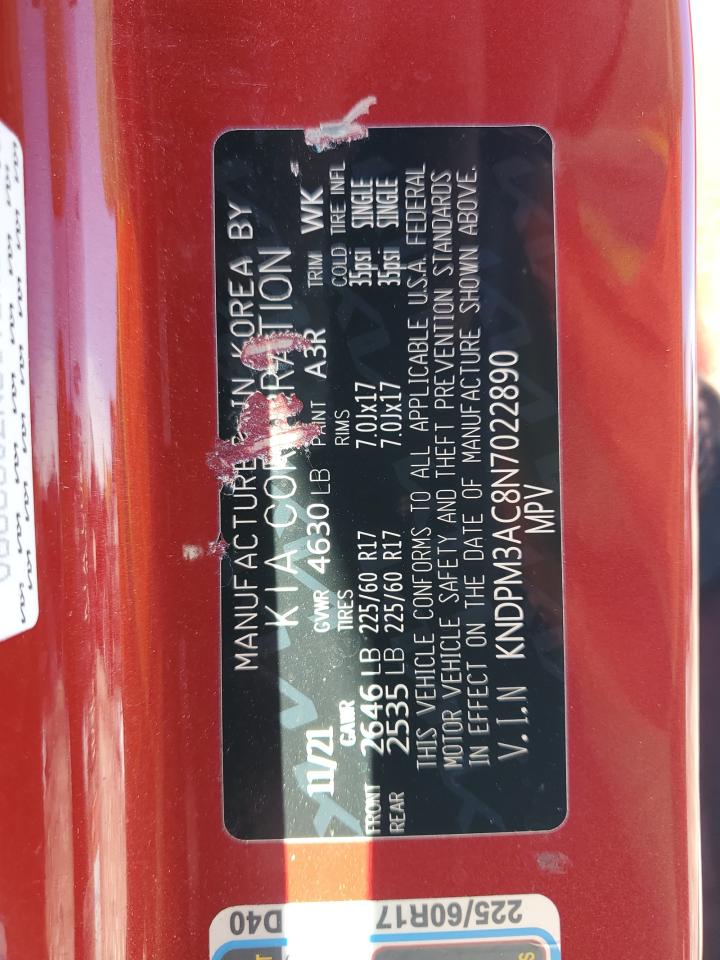 MANUFACTURED IN KOREA BY
KIA CORPORATION
11/21 GVWR 4630 LB PAINT A3R TRIM WK
GAWR TIRES RIMS COLD TIRE INFL
FRONT 2646 LB 225/60 R17 7.0Jx17 35psi SINGLE
REAR 2535 LB 225/60 R17 7.0Jx17 35psi SINGLE
THIS VEHICLE CONFORMS TO ALL APPLICABLE U.S.A. FEDERAL
MOTOR VEHICLE SAFETY AND THEFT PREVENTION STANDARDS
IN EFFECT ON THE DATE OF MANUFACTURE SHOWN ABOVE.
V.I.N KNDPM3AC8N7022890
MPV
225/60R17
D40